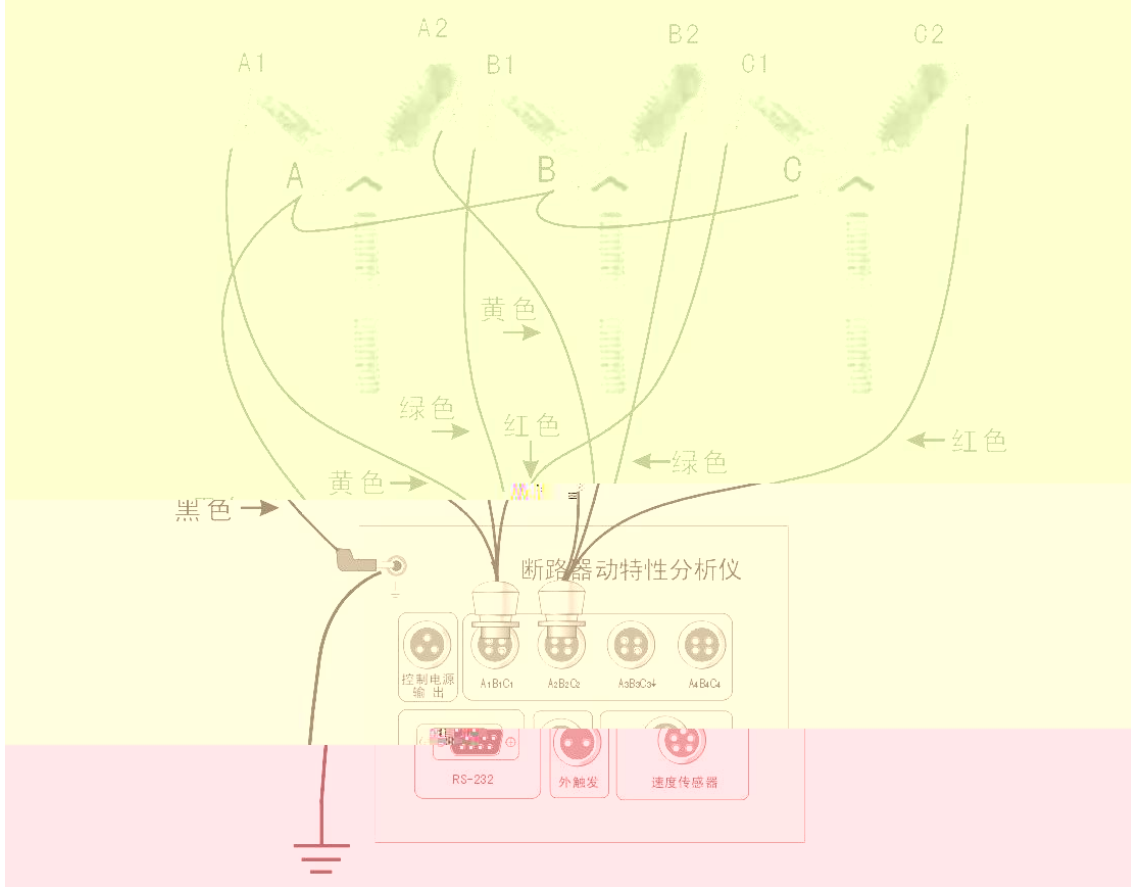 A1 A2 B1 B2 C1 C2
A B C
黄色
绿色 红色
黄色 绿色 红色
黑色
断路器动特性分析仪
控制电源
输出
A1B1C1 A2B2C2 A3B3C3 A4B4C4
RS-232 外触发 速度传感器